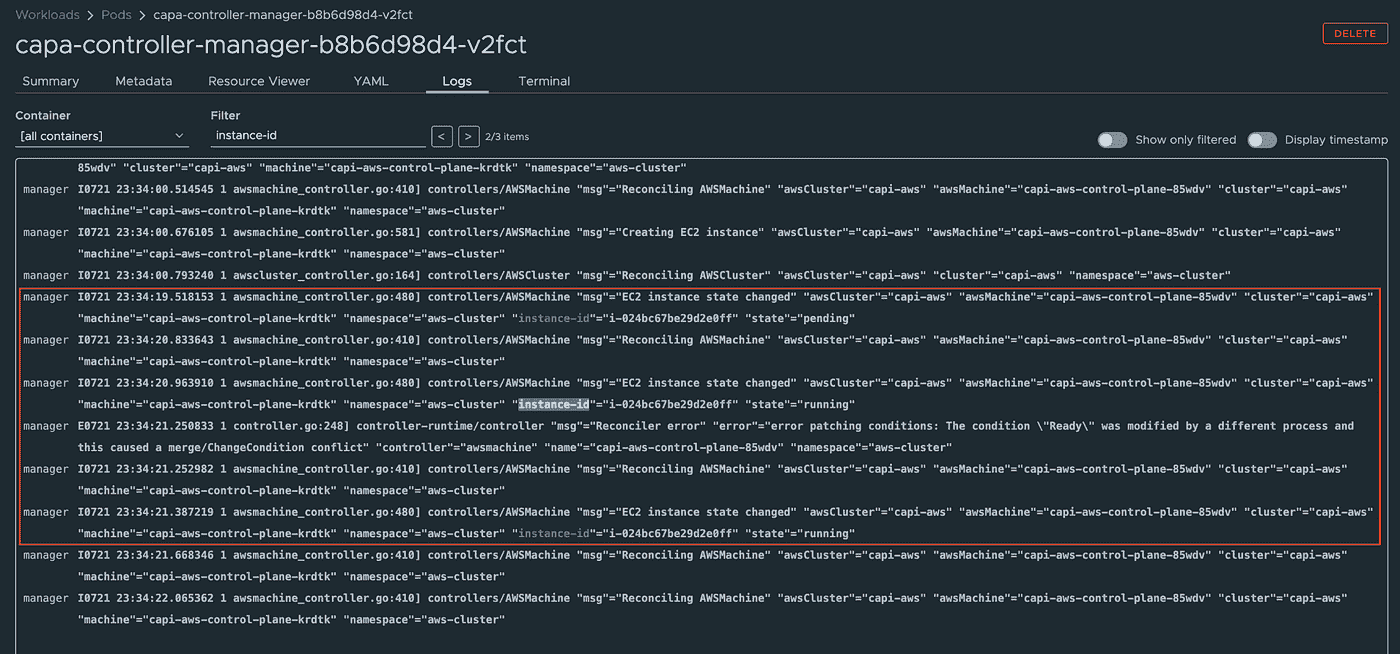 Workloads > Pods > capa-controller-manager-b8b6d98d4-v2fct
capa-controller-manager-b8b6d98d4-v2fct
DELETE
Summary Metadata Resource Viewer YAML Logs Terminal
Container Filter
[all containers] instance-id < > 2/3 items Show only filtered Display timestamp
85wdv" "cluster"="capi-aws" "machine"="capi-aws-control-plane-krdtk" "namespace"="aws-cluster"
manager I0721 23:34:00.514545 1 awsmachine_controller.go:410] controllers/AWSMachine "msg"="Reconciling AWSMachine" "awsCluster"="capi-aws" "awsMachine"="capi-aws-control-plane-85wdv" "cluster"="capi-aws"
"machine"="capi-aws-control-plane-krdtk" "namespace"="aws-cluster"
manager I0721 23:34:00.676105 1 awsmachine_controller.go:581] controllers/AWSMachine "msg"="Creating EC2 instance" "awsCluster"="capi-aws" "awsMachine"="capi-aws-control-plane-85wdv" "cluster"="capi-aws"
"machine"="capi-aws-control-plane-krdtk" "namespace"="aws-cluster"
manager I0721 23:34:00.793240 1 awscluster_controller.go:164] controllers/AWSCluster "msg"="Reconciling AWSCluster" "awsCluster"="capi-aws" "cluster"="capi-aws" "namespace"="aws-cluster"
manager I0721 23:34:19.518153 1 awsmachine_controller.go:480] controllers/AWSMachine "msg"="EC2 instance state changed" "awsCluster"="capi-aws" "awsMachine"="capi-aws-control-plane-85wdv" "cluster"="capi-aws"
"machine"="capi-aws-control-plane-krdtk" "namespace"="aws-cluster" "instance-id"="i-024bc67be29d2e0ff" "state"="pending"
manager I0721 23:34:20.833643 1 awsmachine_controller.go:410] controllers/AWSMachine "msg"="Reconciling AWSMachine" "awsCluster"="capi-aws" "awsMachine"="capi-aws-control-plane-85wdv" "cluster"="capi-aws"
"machine"="capi-aws-control-plane-krdtk" "namespace"="aws-cluster"
manager I0721 23:34:20.963910 1 awsmachine_controller.go:480] controllers/AWSMachine "msg"="EC2 instance state changed" "awsCluster"="capi-aws" "awsMachine"="capi-aws-control-plane-85wdv" "cluster"="capi-aws"
"machine"="capi-aws-control-plane-krdtk" "namespace"="aws-cluster" "instance-id"="i-024bc67be29d2e0ff" "state"="running"
manager E0721 23:34:21.250833 1 controller.go:248] controller-runtime/controller "msg"="Reconciler error" "error"="error patching conditions: The condition \"Ready\" was modified by a different process and
this caused a merge/ChangeCondition conflict" "controller"="awsmachine" "name"="capi-aws-control-plane-85wdv" "namespace"="aws-cluster"
manager I0721 23:34:21.252982 1 awsmachine_controller.go:410] controllers/AWSMachine "msg"="Reconciling AWSMachine" "awsCluster"="capi-aws" "awsMachine"="capi-aws-control-plane-85wdv" "cluster"="capi-aws"
"machine"="capi-aws-control-plane-krdtk" "namespace"="aws-cluster"
manager I0721 23:34:21.387219 1 awsmachine_controller.go:480] controllers/AWSMachine "msg"="EC2 instance state changed" "awsCluster"="capi-aws" "awsMachine"="capi-aws-control-plane-85wdv" "cluster"="capi-aws"
"machine"="capi-aws-control-plane-krdtk" "namespace"="aws-cluster" "instance-id"="i-024bc67be29d2e0ff" "state"="running"
manager I0721 23:34:21.668346 1 awsmachine_controller.go:410] controllers/AWSMachine "msg"="Reconciling AWSMachine" "awsCluster"="capi-aws" "awsMachine"="capi-aws-control-plane-85wdv" "cluster"="capi-aws"
"machine"="capi-aws-control-plane-krdtk" "namespace"="aws-cluster"
manager I0721 23:34:22.065362 1 awsmachine_controller.go:410] controllers/AWSMachine "msg"="Reconciling AWSMachine" "awsCluster"="capi-aws" "awsMachine"="capi-aws-control-plane-85wdv" "cluster"="capi-aws"
"machine"="capi-aws-control-plane-krdtk" "namespace"="aws-cluster"